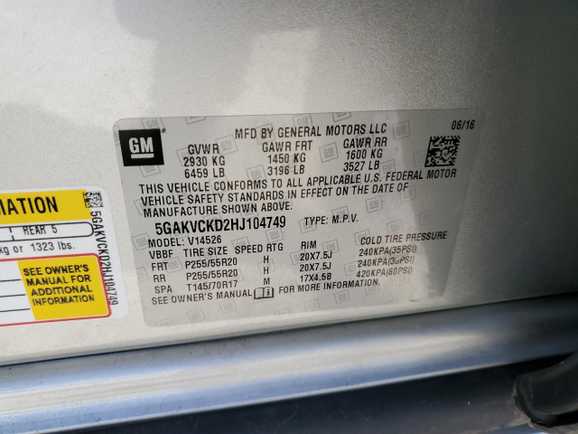 GM
MFD BY GENERAL MOTORS LLC
06/16
GVWR GAWR FRT GAWR RR
2930 KG 1450 KG 1600 KG
6459 LB 3196 LB 3527 LB
THIS VEHICLE CONFORMS TO ALL APPLICABLE U.S. FEDERAL MOTOR
VEHICLE SAFETY STANDARDS IN EFFECT ON THE DATE OF
MANUFACTURE SHOWN ABOVE.
5GAKVCKD2HJ104749 TYPE: M.P.V.
MODEL: V14526
VBBF TIRE SIZE SPEED RTG RIM COLD TIRE PRESSURE
FRT P255/55R20 H 20X7.5J 240KPA(35PSI)
RR P255/55R20 H 20X7.5J 240KPA(35PSI)
SPA T145/70R17 M 17X4.5B 420KPA(60PSI)
SEE OWNER'S MANUAL FOR MORE INFORMATION
MATION
1 REAR 5
kg or 1323 lbs.
SEE OWNER'S
MANUAL FOR
ADDITIONAL
INFORMATION
5GAKVCKD2HJ104749